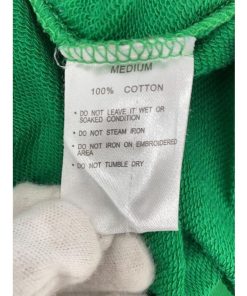 MEDIUM
100% COTTON
• DO NOT LEAVE IT WET OR
SOAKED CONDITION
• DO NOT STEAM IRON
• DO NOT IRON ON EMBROIDERED
AREA
• DO NOT TUMBLE DRY